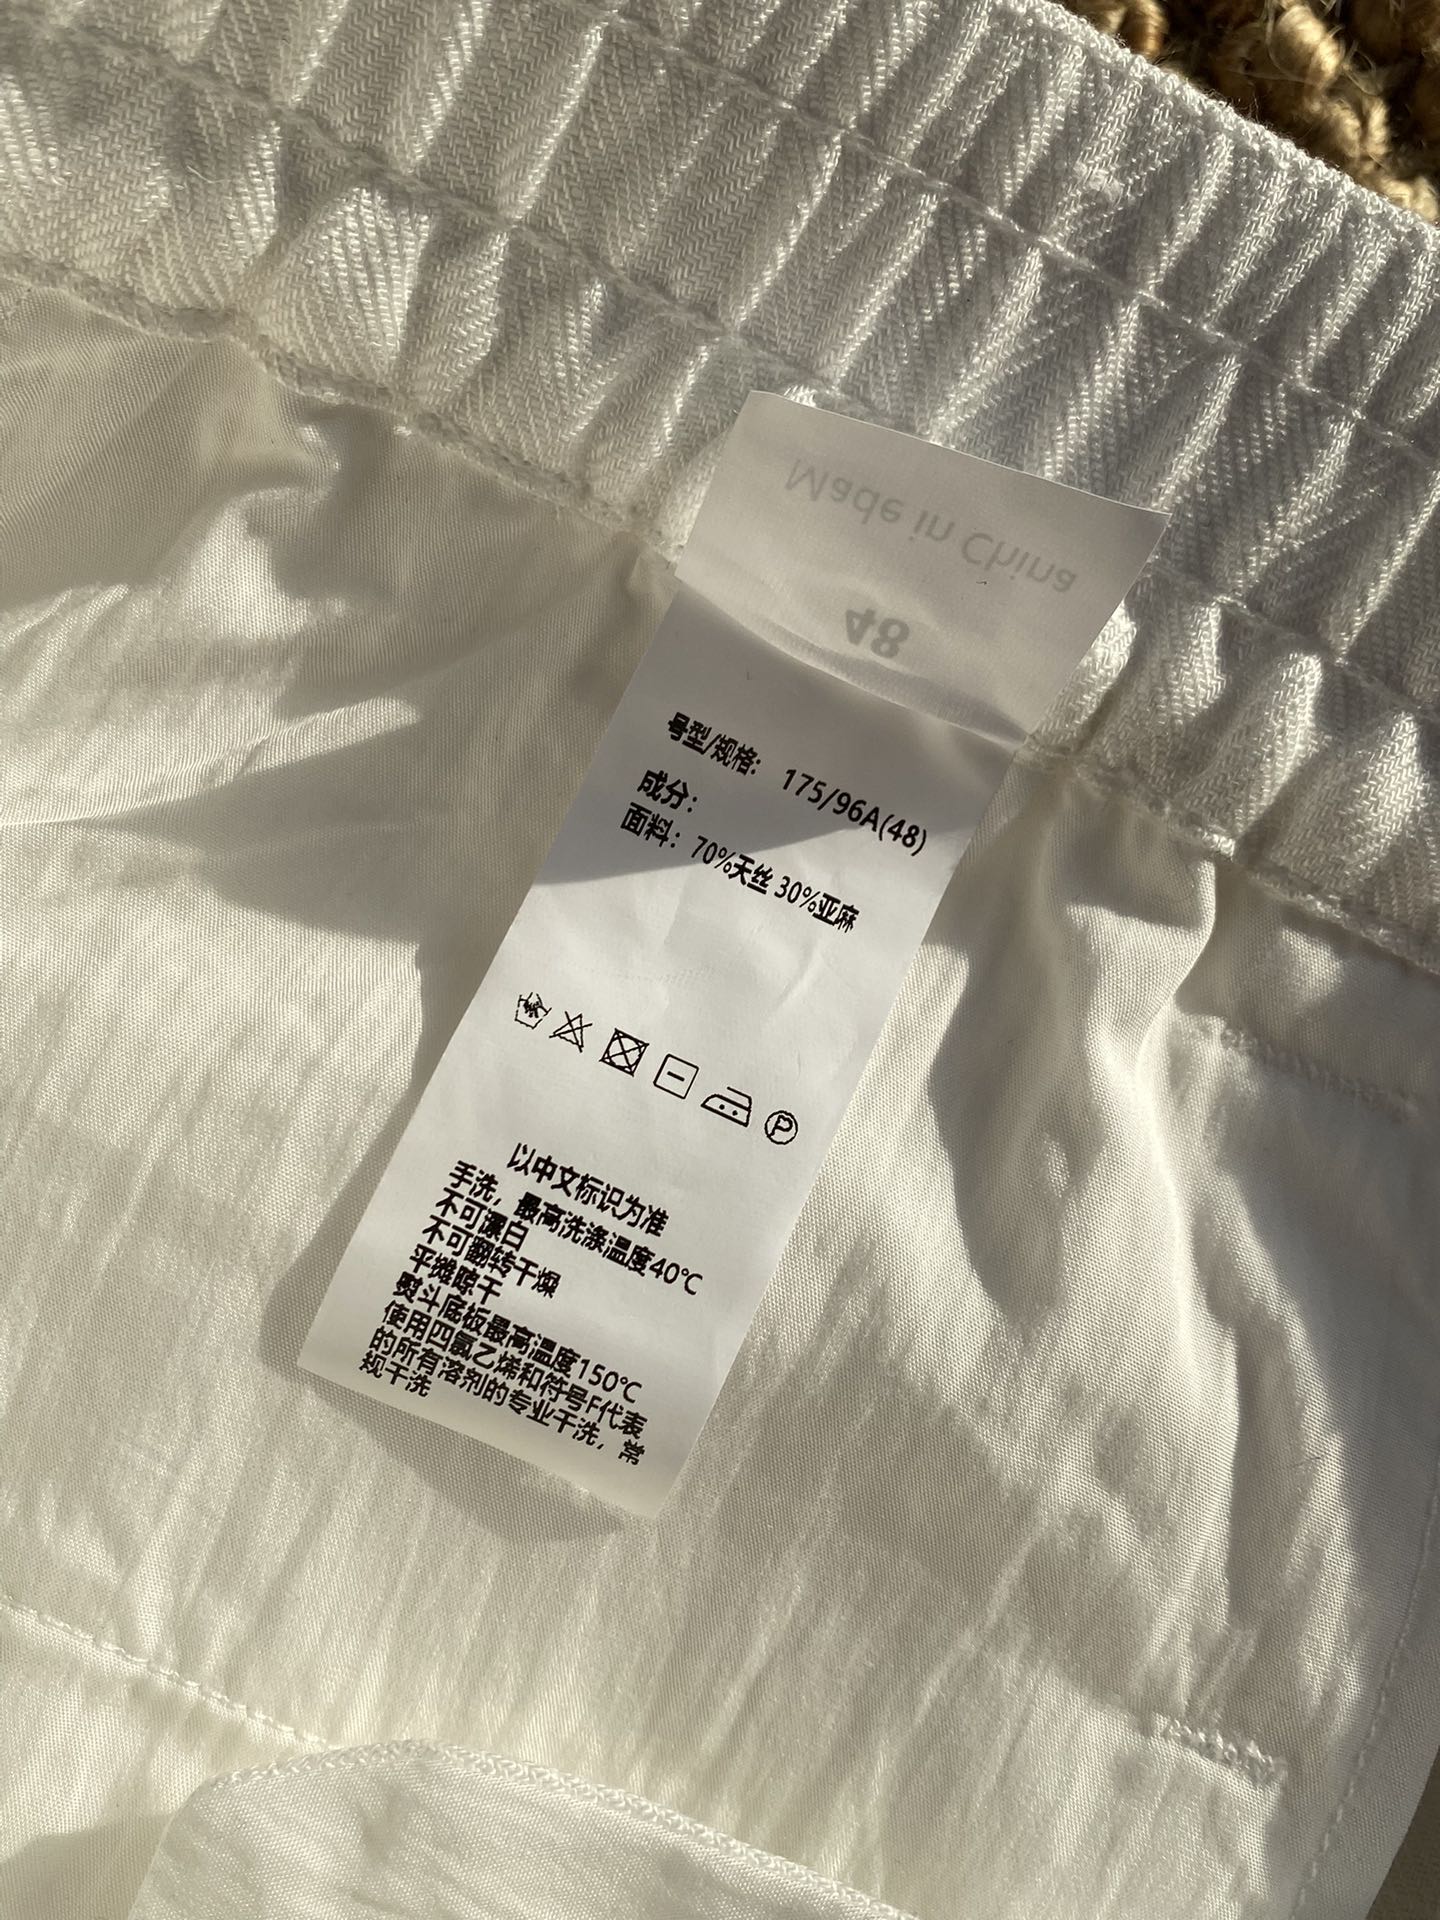 Made in China
48
号型/规格: 175/96A(48)
成分:
面料: 70%天丝 30%亚麻
以中文标识为准
手洗，最高洗涤温度40℃
不可漂白
不可翻转干燥
平摊晾干
熨斗底板最高温度150℃
使用四氯乙烯和符号F代表
的所有溶剂的专业干洗，常
规干洗